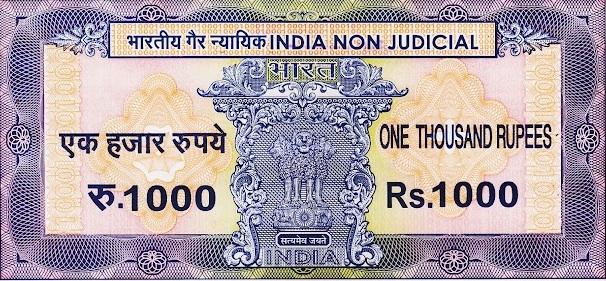 भारतीय गैर न्यायिक INDIA NON JUDICIAL
भारत
एक हजार रुपये
ONE THOUSAND RUPEES
रु.1000
Rs.1000
सत्यमेव जयते
INDIA